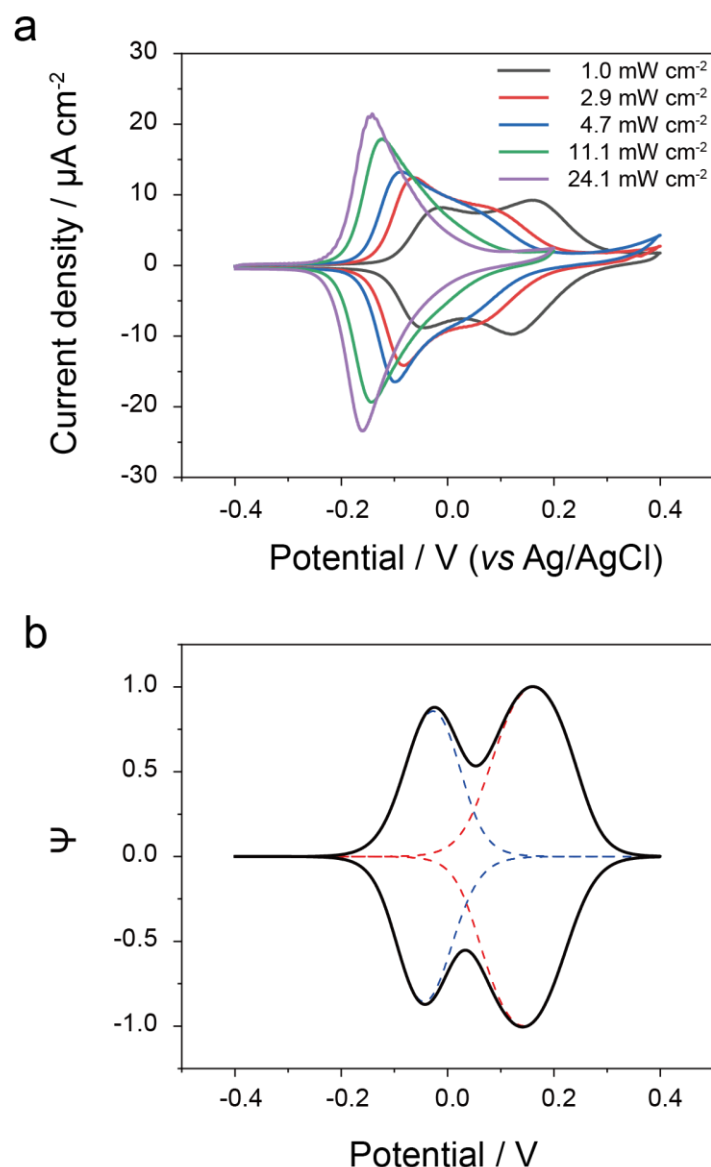 a
30
20
10
0
-10
-20
-30
Current density / µA cm-2
1.0 mW cm-2
2.9 mW cm-2
4.7 mW cm-2
11.1 mW cm-2
24.1 mW cm-2
-0.4 -0.2 0.0 0.2 0.4
Potential / V (vs Ag/AgCl)
b
1.0
0.5
0.0
-0.5
-1.0
Ψ
-0.4 -0.2 0.0 0.2 0.4
Potential / V